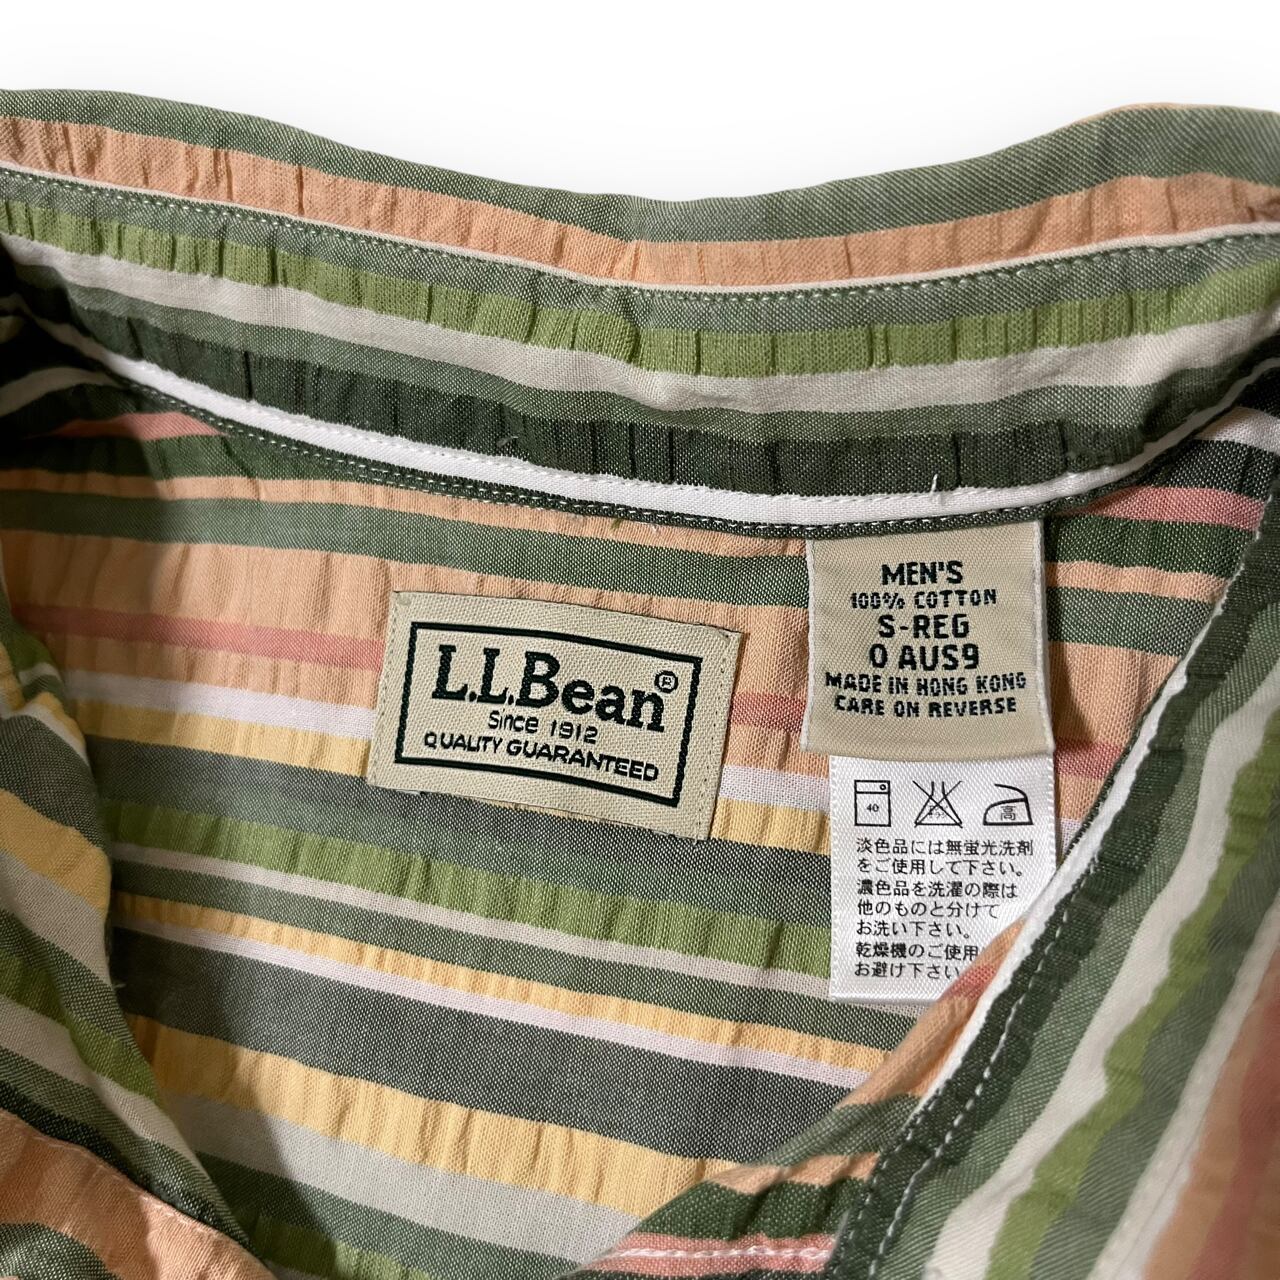 L.L.Bean®
Since 1912
QUALITY GUARANTEED
MEN'S
100% COTTON
S-REG
0 AUS9
MADE IN HONG KONG
CARE ON REVERSE
40
高
淡色品には無蛍光洗剤
をご使用して下さい。
濃色品を洗濯の際は
他のものと分けて
お洗い下さい。
乾燥機のご使用
お避け下さい